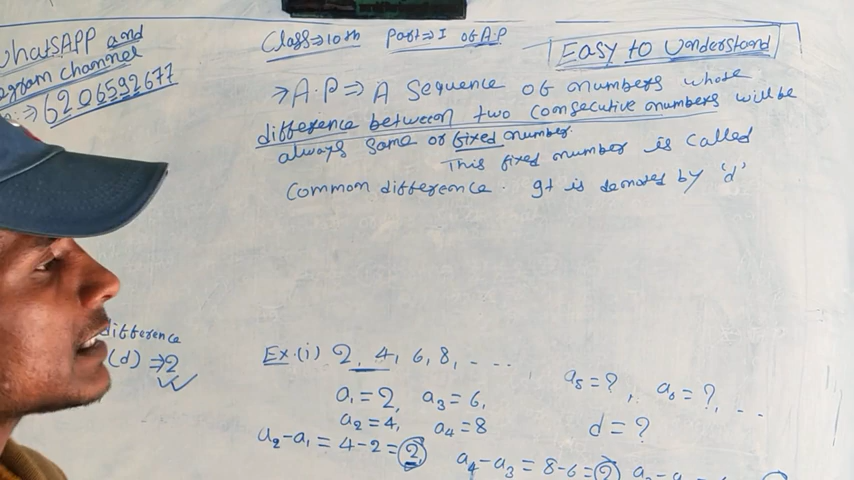 WhatsAPP and
egram channel
6206592677
Class⇒10th Part⇒I of A.P
Easy to Understand
⇒A.P⇒ A Sequence of numbers whose
difference between two consecutive numbers will be
always same or fixed number.
This fixed number is called
common difference. It is denoted by 'd'
difference
(d) ⇒2
Ex.(i) 2, 4, 6, 8, - - - -
a₁=2, a₃=6,
a₂=4, a₄=8
a₅=?, a₆=?, - -
d=?
a₂-a₁=4-2=2
a₄-a₃=8-6=2